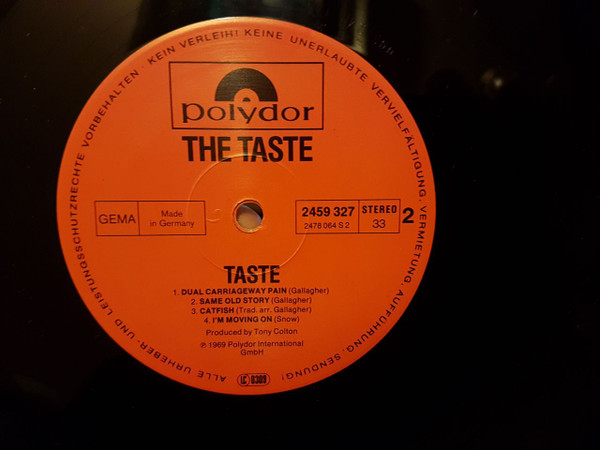 ALLE URHEBER- UND LEISTUNGSSCHUTZRECHTE VORBEHALTEN · KEIN VERLEIH! KEINE UNERLAUBTE VERVIELFÄLTIGUNG, VERMIETUNG, AUFFÜHRUNG, SENDUNG!
polydor
THE TASTE
GEMA
Made
in Germany
2459 327
2478 064 S 2
STEREO
33
2
TASTE
1. DUAL CARRIAGEWAY PAIN (Gallagher)
2. SAME OLD STORY (Gallagher)
3. CATFISH (Trad. arr. Gallagher)
4. I'M MOVING ON (Snow)
Produced by Tony Colton
℗ 1969 Polydor International
GmbH
LC 0309